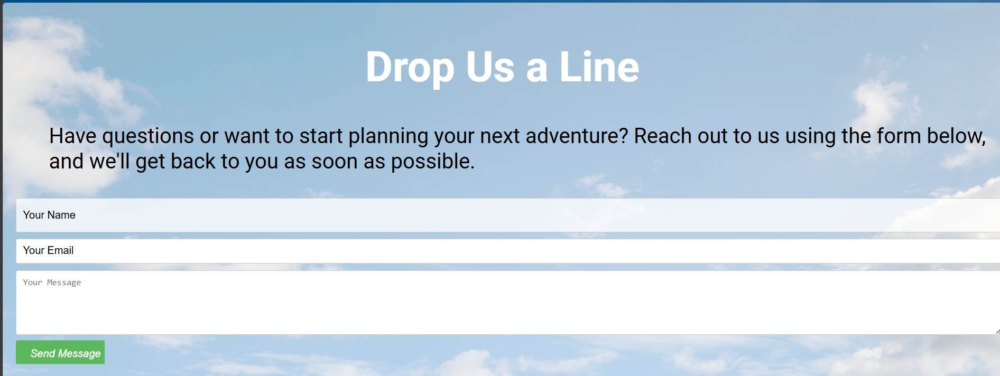 Drop Us a Line
Have questions or want to start planning your next adventure? Reach out to us using the form below,
and we'll get back to you as soon as possible.
Your Name
Your Email
Your Message
Send Message